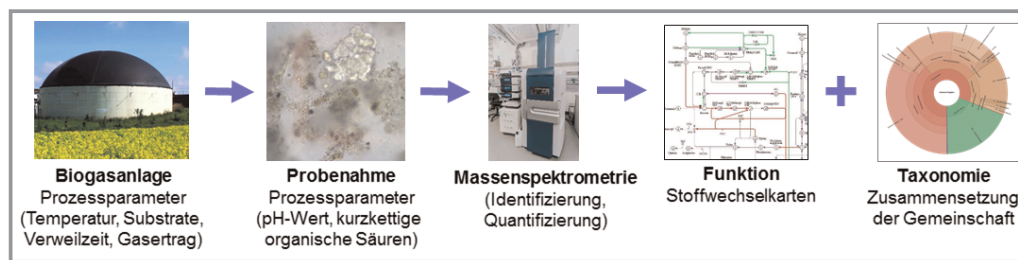 Biogasanlage
Prozessparameter
(Temperatur, Substrate,
Verweilzeit, Gasertrag)
Probenahme
Prozessparameter
(pH-Wert, kurzkettige
organische Säuren)
Massenspektrometrie
(Identifizierung,
Quantifizierung)
Funktion
Stoffwechselkarten
Taxonomie
Zusammensetzung
der Gemeinschaft